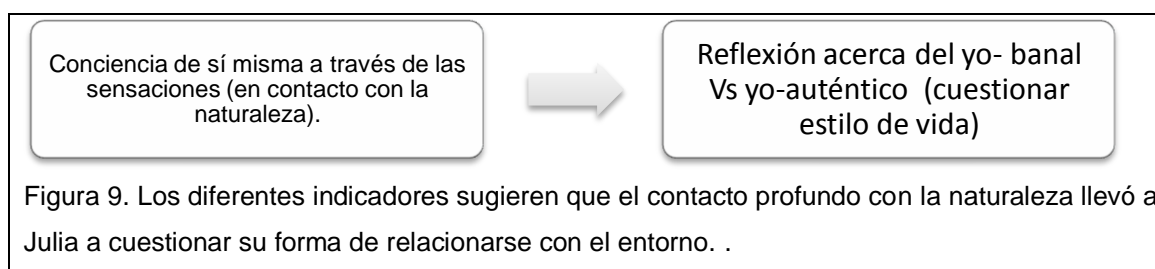 Conciencia de sí misma a través de las
sensaciones (en contacto con la
naturaleza).
Reflexión acerca del yo- banal
Vs yo-auténtico (cuestionar
estilo de vida)
Figura 9. Los diferentes indicadores sugieren que el contacto profundo con la naturaleza llevó a
Julia a cuestionar su forma de relacionarse con el entorno. .